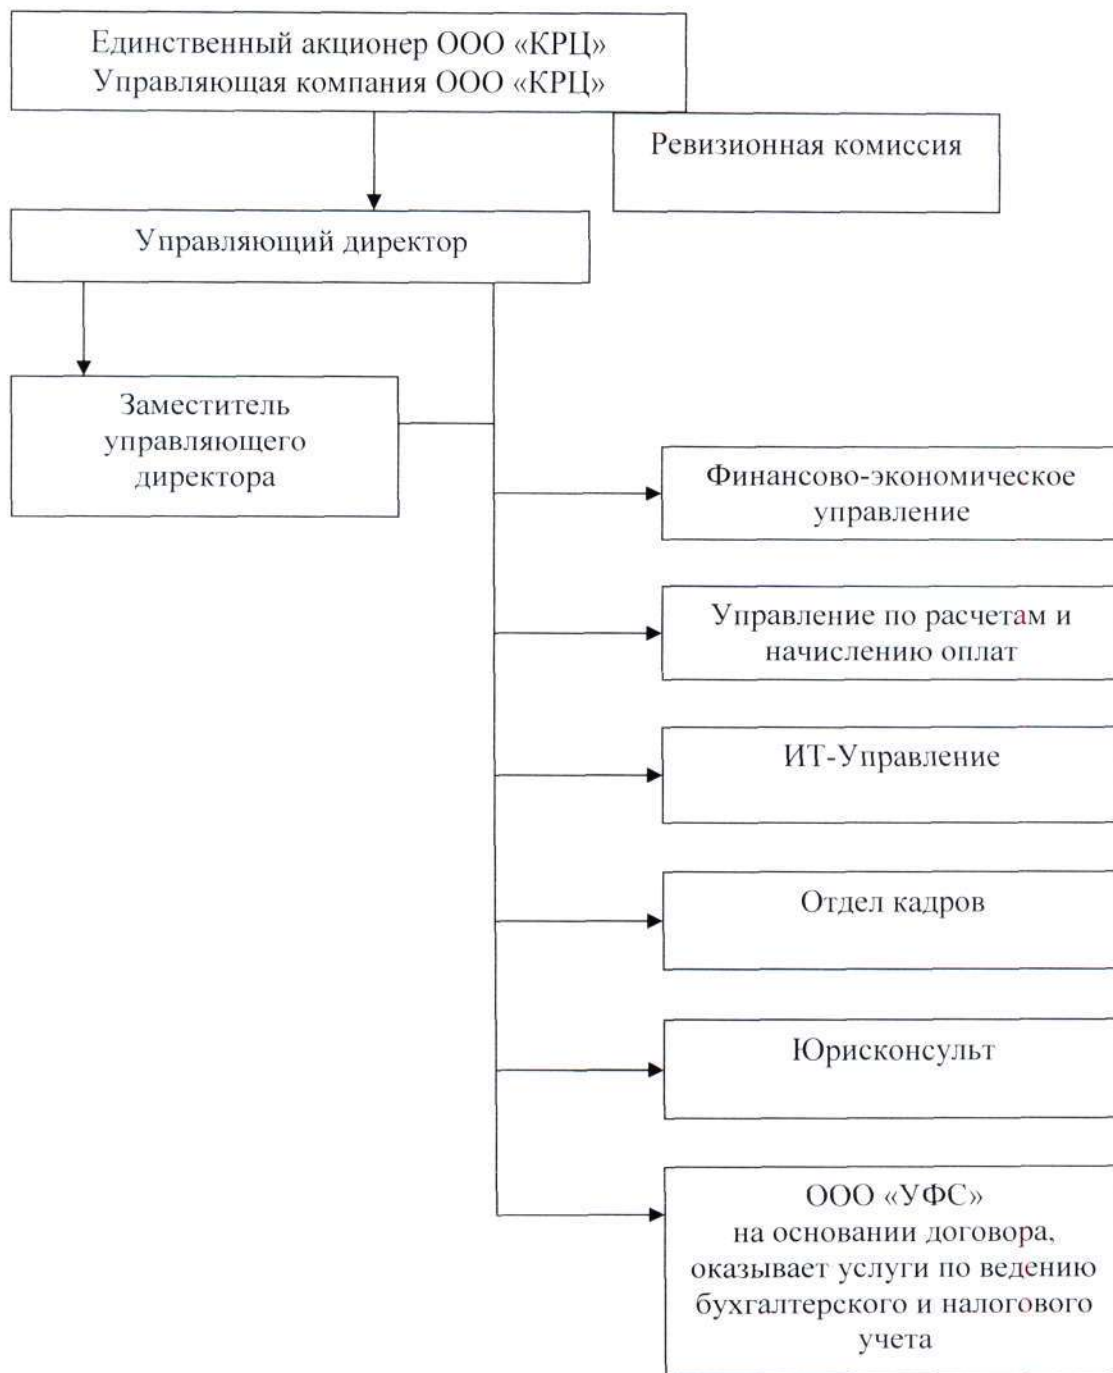 Единственный акционер ООО «КРЦ»
Управляющая компания ООО «КРЦ»
Ревизионная комиссия
Управляющий директор
Заместитель
управляющего
директора
Финансово-экономическое
управление
Управление по расчетам и
начислению оплат
ИТ-Управление
Отдел кадров
Юрисконсульт
ООО «УФС»
на основании договора,
оказывает услуги по ведению
бухгалтерского и налогового
учета